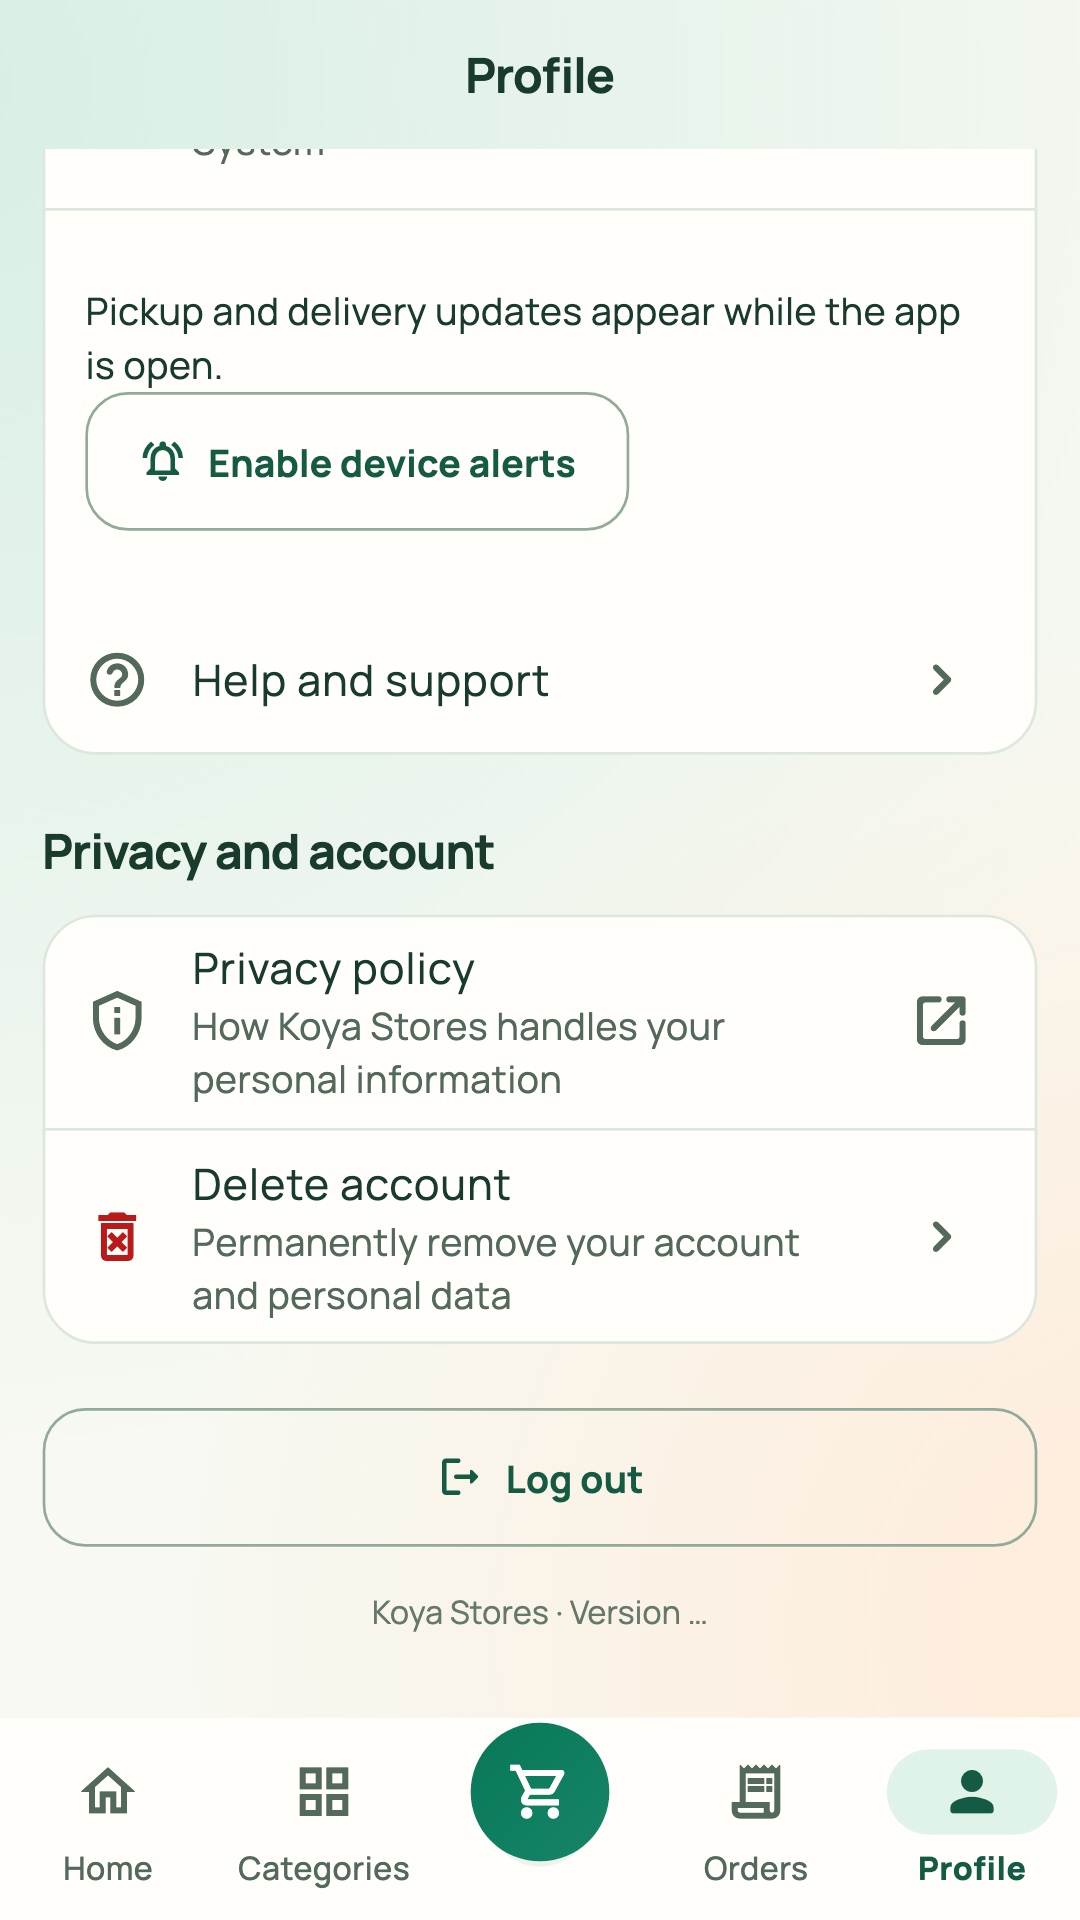 Profile
System
Pickup and delivery updates appear while the app
is open.
Enable device alerts
Help and support
Privacy and account
Privacy policy
How Koya Stores handles your
personal information
Delete account
Permanently remove your account
and personal data
Log out
Koya Stores · Version ...
Home
Categories
Orders
Profile